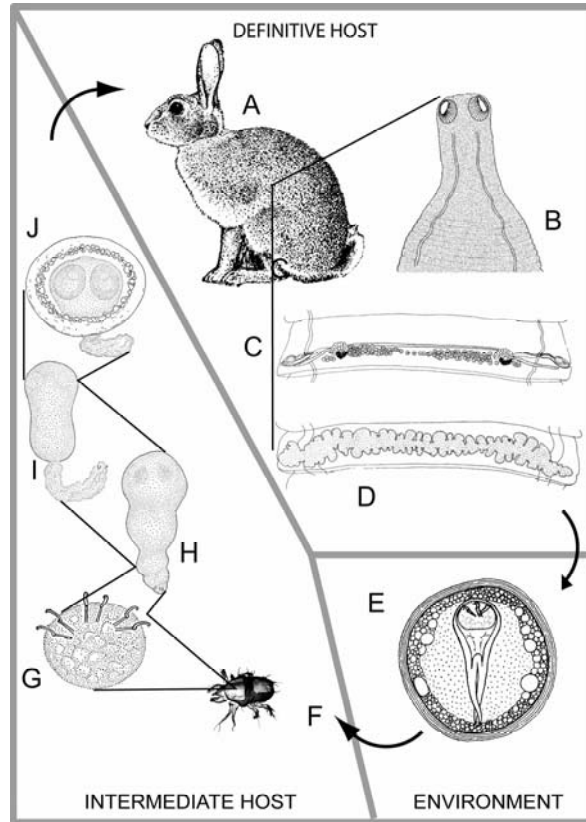 DEFINITIVE HOST
A
B
J
C
I
D
H
E
G
F
INTERMEDIATE HOST
ENVIRONMENT